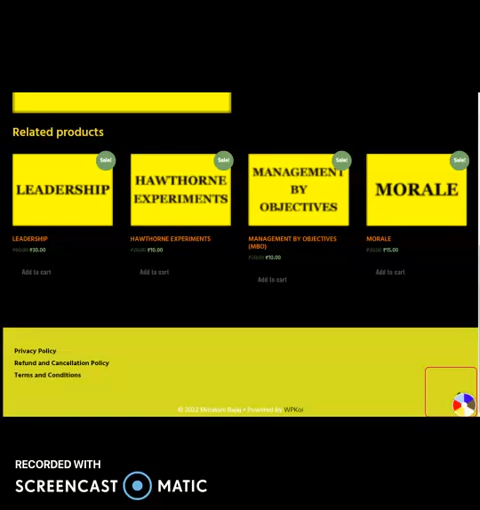 Related products
Sale!
Sale!
Sale!
Sale!
LEADERSHIP
HAWTHORNE
EXPERIMENTS
MANAGEMENT
BY
OBJECTIVES
MORALE
LEADERSHIP
HAWTHORNE EXPERIMENTS
MANAGEMENT BY OBJECTIVES
(MBO)
MORALE
₹10.00
₹10.00
₹15.00
Add to cart
Add to cart
Add to cart
Add to cart
Privacy Policy
Refund and Cancellation Policy
Terms and Conditions
© 2022 Bajaj • Powered by WPKoi
RECORDED WITH
SCREENCAST MATIC